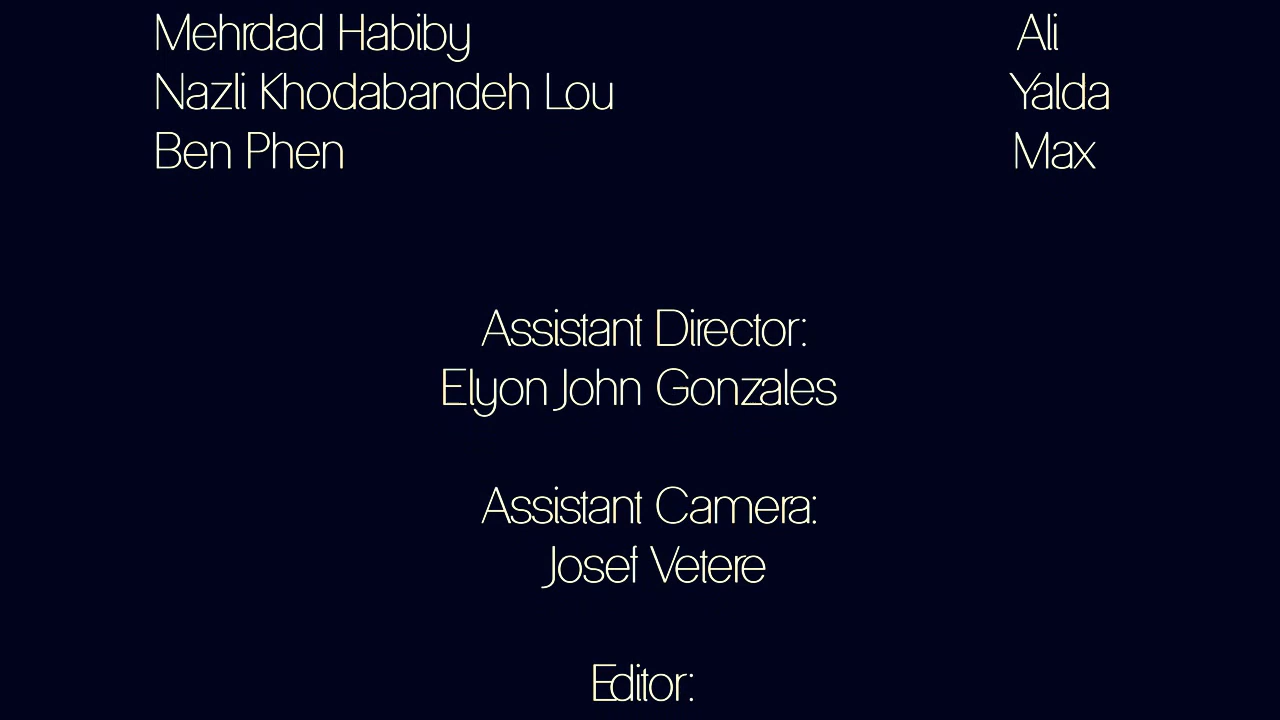 Mehrdad Habiby Ali
Nazli Khodabandeh Lou Yalda
Ben Phen Max
Assistant Director:
Elyon John Gonzales
Assistant Camera:
Josef Vetere
Editor: